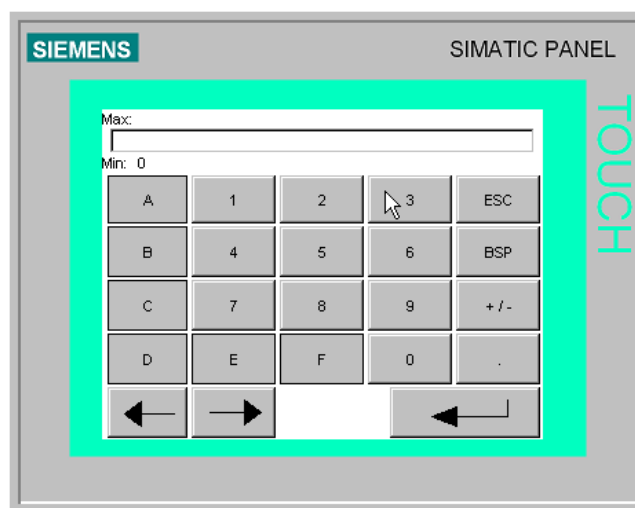 SIEMENS SIMATIC PANEL
TOUCH
Max:
Min: 0
A 1 2 3 ESC
B 4 5 6 BSP
C 7 8 9 + / -
D E F 0 .